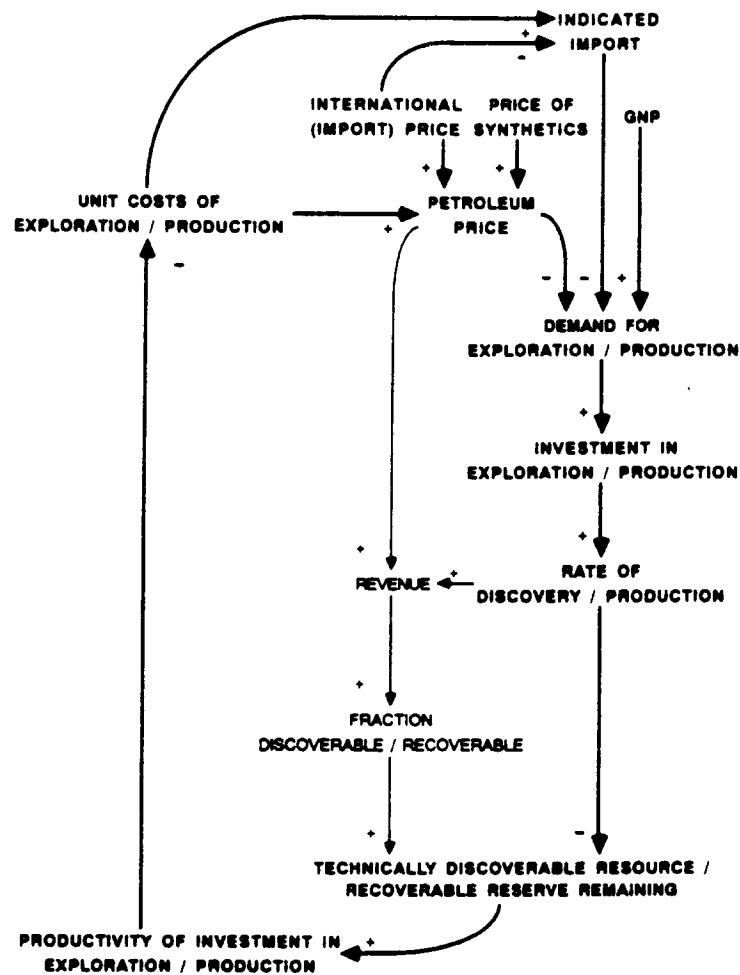 INDICATED
IMPORT
+
-
INTERNATIONAL PRICE OF
(IMPORT) PRICE SYNTHETICS
GNP
+ +
UNIT COSTS OF
EXPLORATION / PRODUCTION
PETROLEUM
PRICE
+
-
- - +
DEMAND FOR
EXPLORATION / PRODUCTION
+
INVESTMENT IN
EXPLORATION / PRODUCTION
+
+
REVENUE
+
RATE OF
DISCOVERY / PRODUCTION
+
FRACTION
DISCOVERABLE / RECOVERABLE
+
-
TECHNICALLY DISCOVERABLE RESOURCE /
RECOVERABLE RESERVE REMAINING
PRODUCTIVITY OF INVESTMENT IN
EXPLORATION / PRODUCTION
+